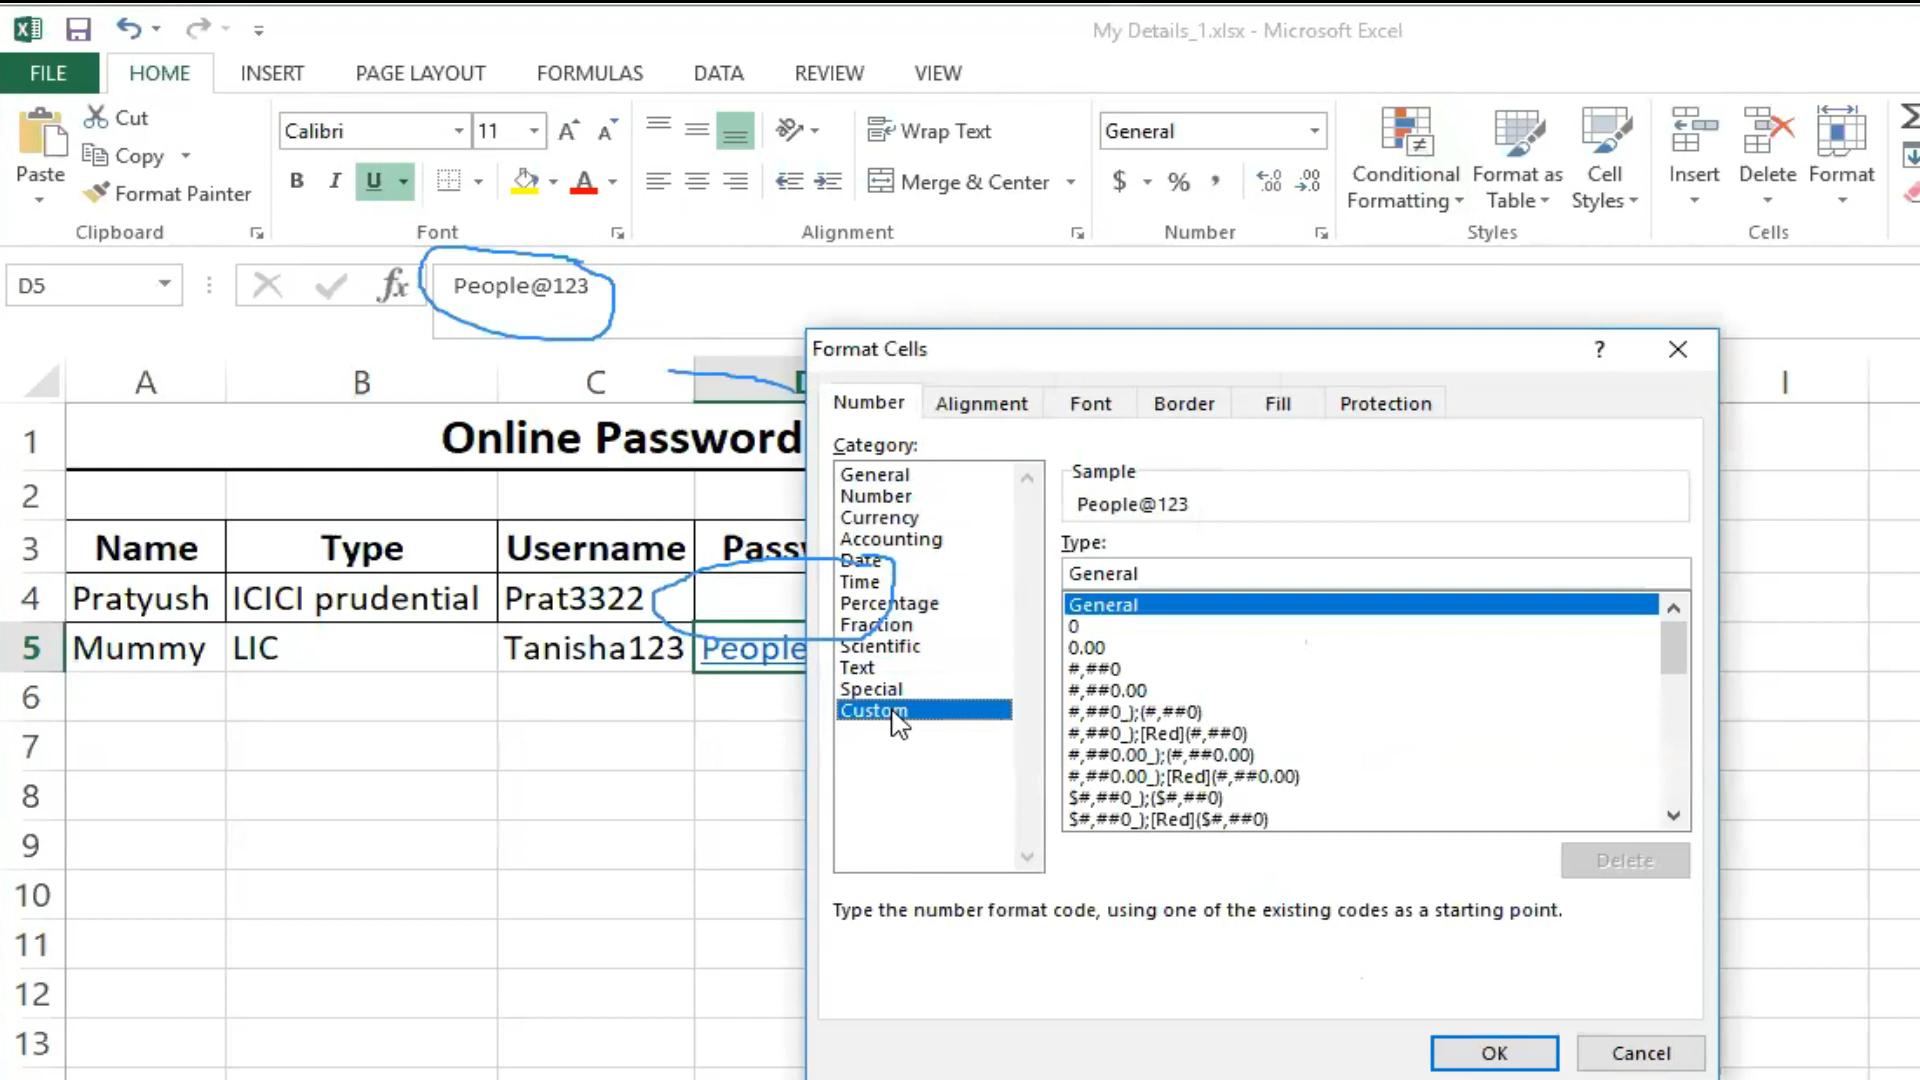 My Details_1.xlsx - Microsoft Excel
FILE HOME INSERT PAGE LAYOUT FORMULAS DATA REVIEW VIEW
Paste
Cut
Copy
Format Painter
Clipboard
Calibri 11
B I U
Font
Wrap Text
Merge & Center
Alignment
General
$ % ,
Number
Conditional Formatting
Format as Table
Cell Styles
Styles
Insert Delete Format
Cells
D5 fx People@123
A B C I
1 Online Password
2
3 Name Type Username
4 Pratyush ICICI prudential Prat3322
5 Mummy LIC Tanisha123 People
6
7
8
9
10
11
12
13
Format Cells ?
Number Alignment Font Border Fill Protection
Category:
General
Number
Currency
Accounting
Date
Time
Percentage
Fraction
Scientific
Text
Special
Custom
Sample
People@123
Type:
General
General
0
0.00
#,##0
#,##0.00
#,##0_);(#,##0)
#,##0_);[Red](#,##0)
#,##0.00_);(#,##0.00)
#,##0.00_);[Red](#,##0.00)
$#,##0_);($#,##0)
$#,##0_);[Red]($#,##0)
Delete
Type the number format code, using one of the existing codes as a starting point.
OK Cancel